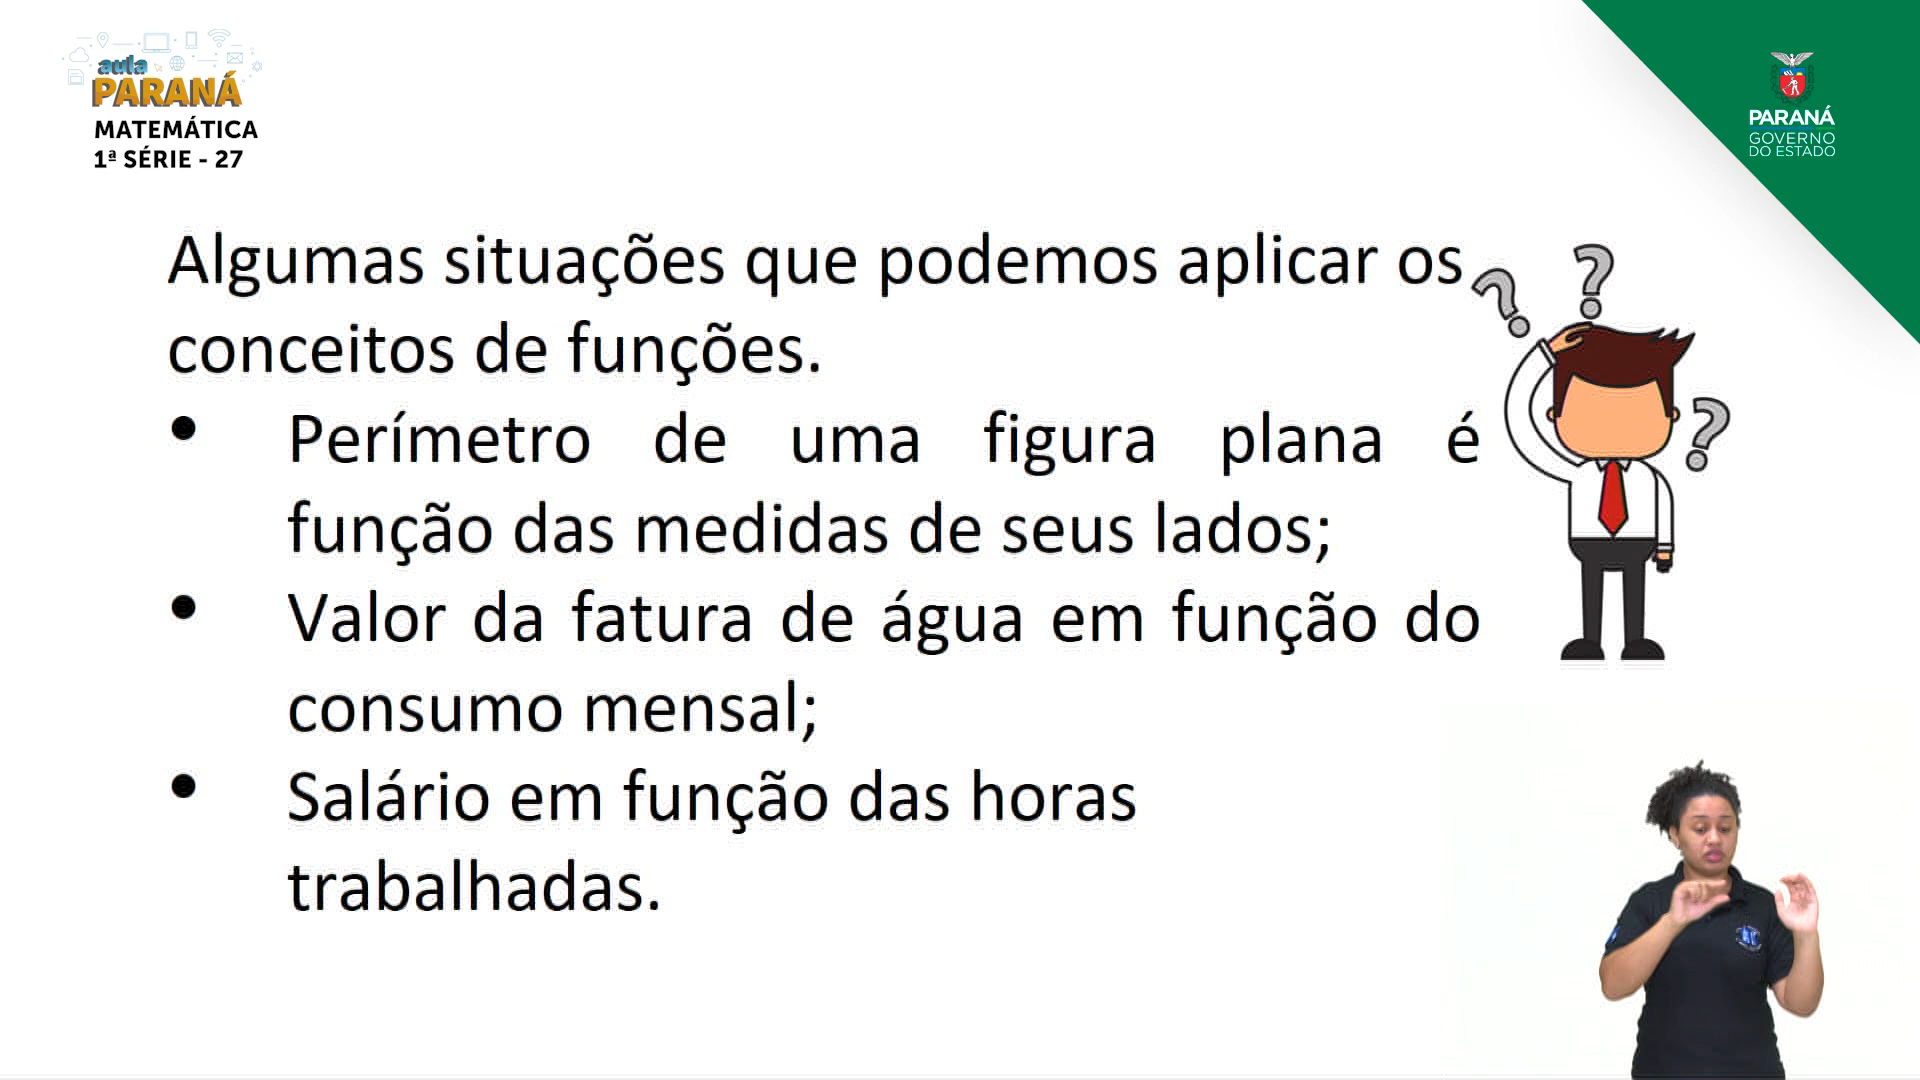 aula
PARANÁ
MATEMÁTICA
1ª SÉRIE - 27
PARANÁ
GOVERNO
DO ESTADO
Algumas situações que podemos aplicar os
conceitos de funções.
• Perímetro de uma figura plana é
função das medidas de seus lados;
• Valor da fatura de água em função do
consumo mensal;
• Salário em função das horas
trabalhadas.
? ? ?